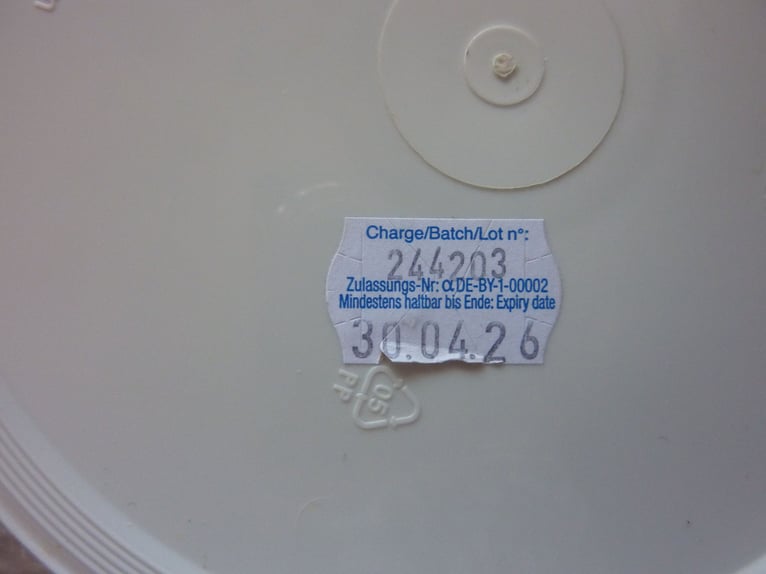 Charge/Batch/Lot n°:
244203
Zulassungs-Nr: α DE-BY-1-00002
Mindestens haltbar bis Ende: Expiry date
30.04.26
05
PP